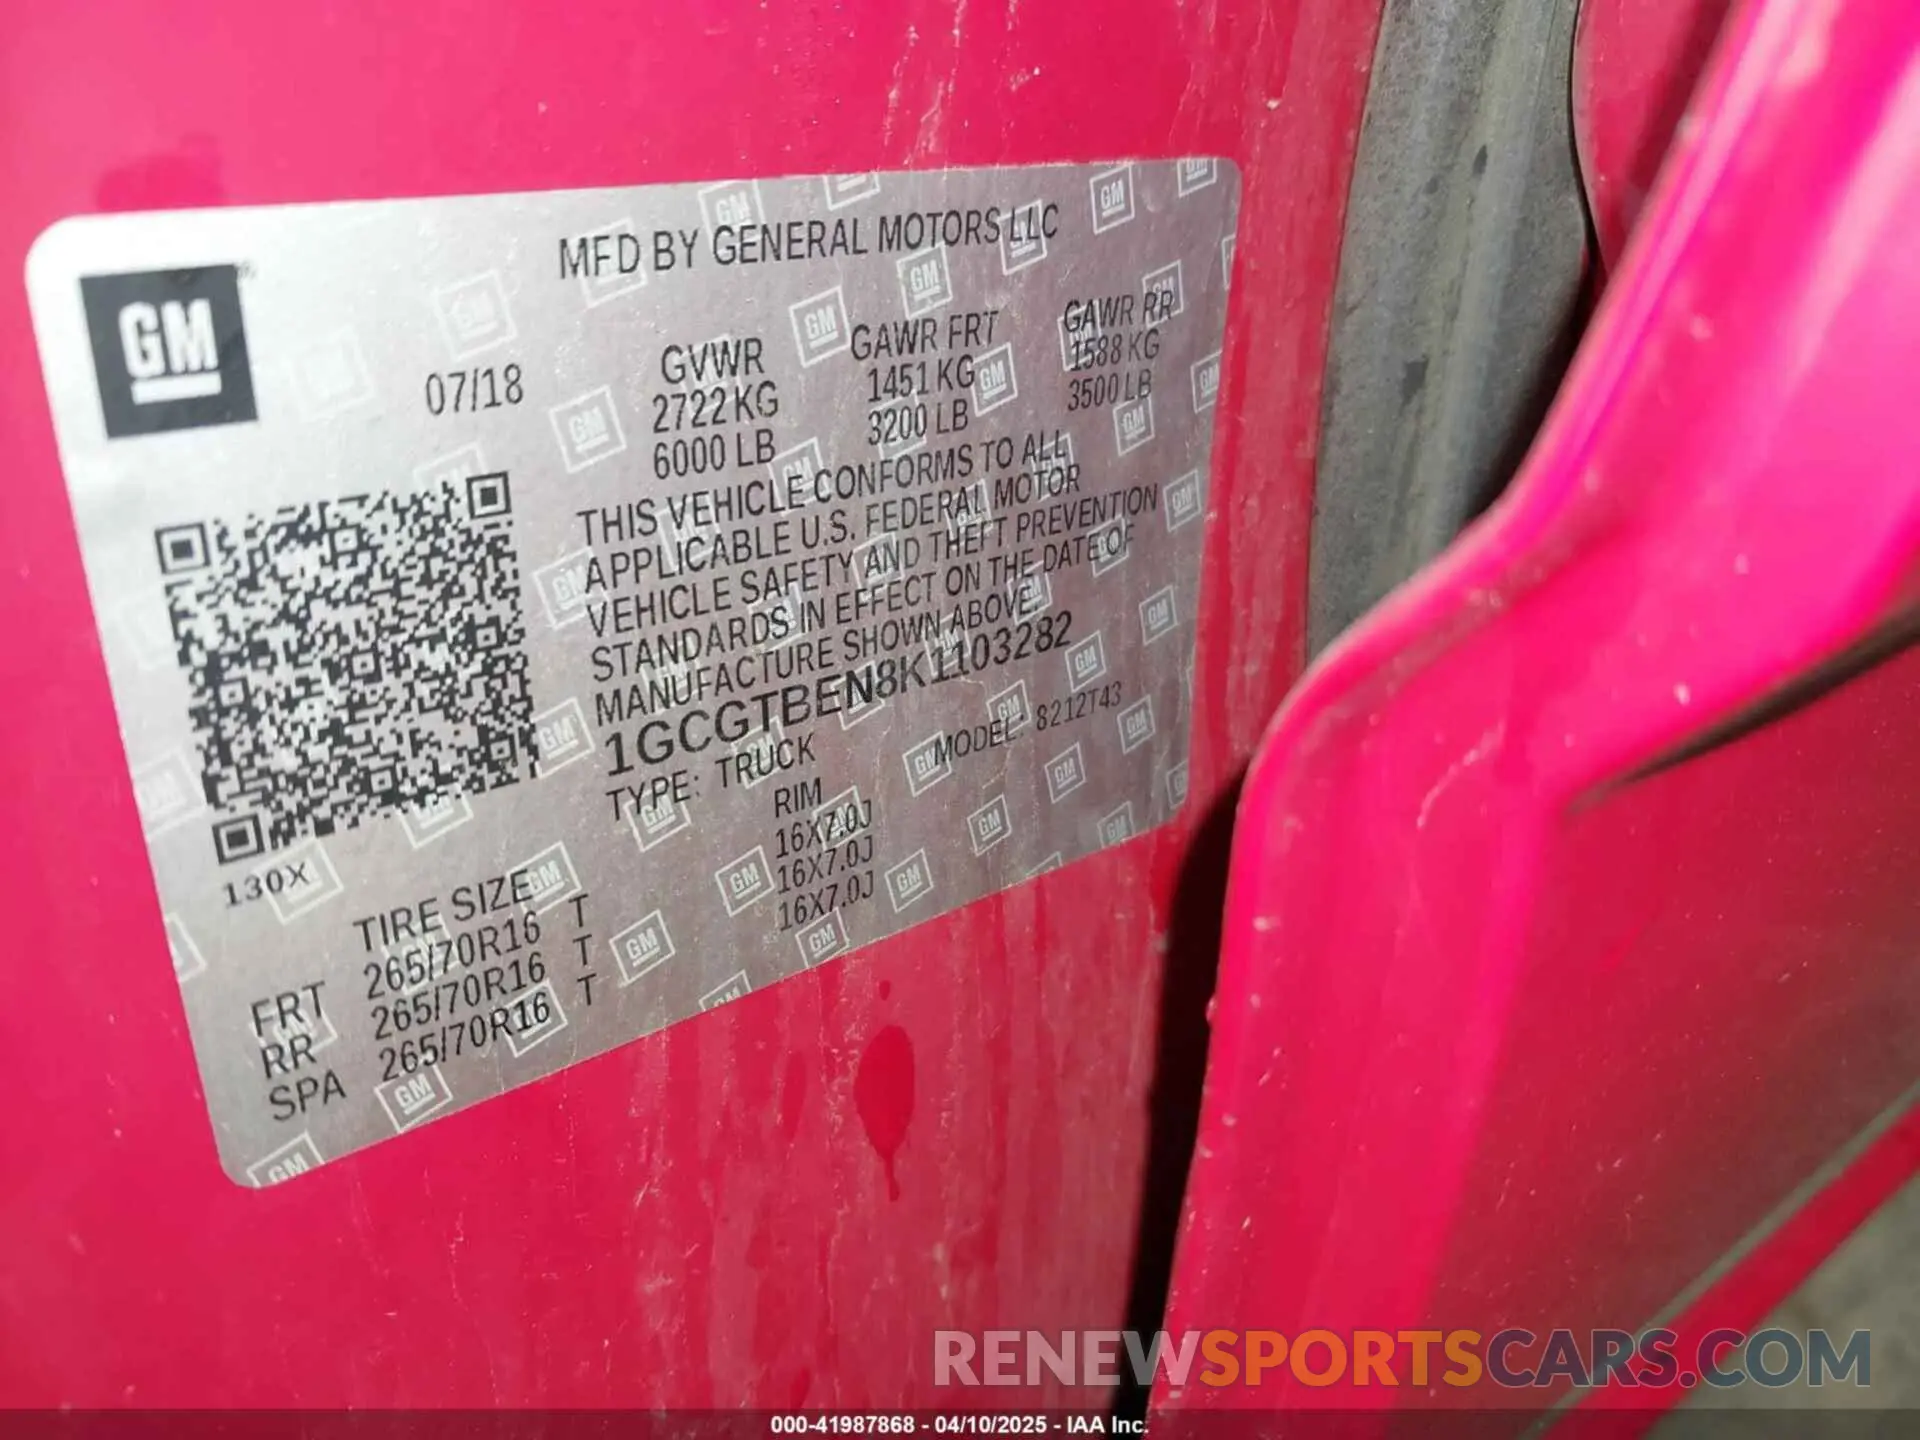 MFD BY GENERAL MOTORS LLC
GM
07/18
GVWR
2722 KG
6000 LB
GAWR FRT
1451 KG
3200 LB
GAWR RR
1588 KG
3500 LB
THIS VEHICLE CONFORMS TO ALL
APPLICABLE U.S. FEDERAL MOTOR
VEHICLE SAFETY AND THEFT PREVENTION
STANDARDS IN EFFECT ON THE DATE OF
MANUFACTURE SHOWN ABOVE.
1GCGTBEN8K1103282
TYPE: TRUCK MODEL: 8212T43
130X
TIRE SIZE RIM
FRT 265/70R16 T 16X7.0J
RR 265/70R16 T 16X7.0J
SPA 265/70R16 T 16X7.0J
RENEWSPORTSCARS.COM
000-41987868 - 04/10/2025 - IAA Inc.